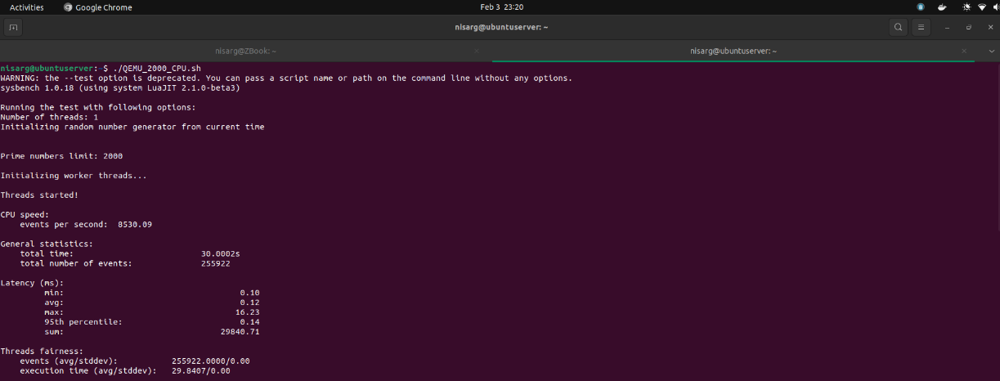 Activities Google Chrome Feb 3 23:20
nisarg@ubuntuserver: ~
nisarg@ZBook: ~ nisarg@ubuntuserver: ~
nisarg@ubuntuserver:~$ ./QEMU_2000_CPU.sh
WARNING: the --test option is deprecated. You can pass a script name or path on the command line without any options.
sysbench 1.0.18 (using system LuaJIT 2.1.0-beta3)
Running the test with following options:
Number of threads: 1
Initializing random number generator from current time
Prime numbers limit: 2000
Initializing worker threads...
Threads started!
CPU speed:
events per second: 8530.09
General statistics:
total time: 30.0002s
total number of events: 255922
Latency (ms):
min: 0.10
avg: 0.12
max: 16.23
95th percentile: 0.14
sum: 29840.71
Threads fairness:
events (avg/stddev): 255922.0000/0.00
execution time (avg/stddev): 29.8407/0.00